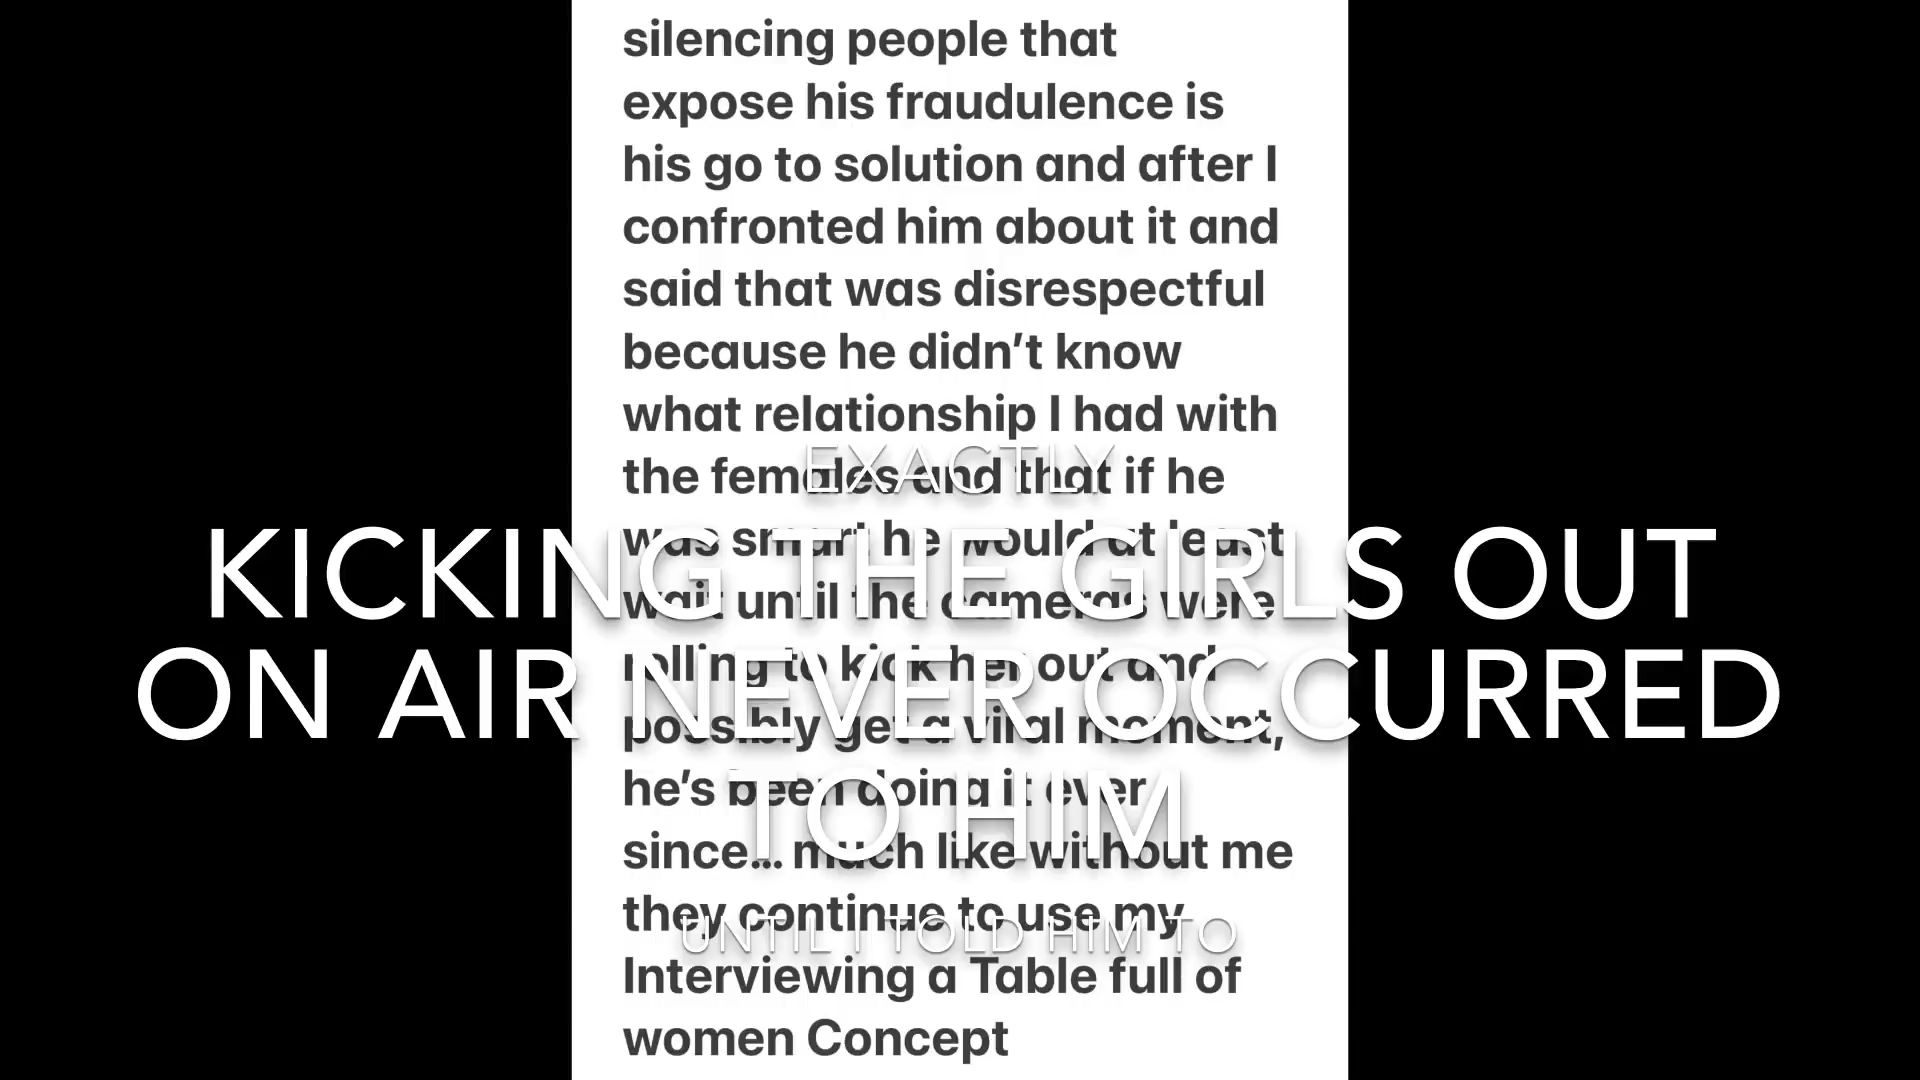 silencing people that
expose his fraudulence is
his go to solution and after I
confronted him about it and
said that was disrespectful
because he didn’t know
what relationship I had with
the females and that if he
was smart he would at least
wait until the cameras were
rolling to kick her out and
possibly get a viral moment,
he’s been doing it ever
since… much like without me
they continue to use my
Interviewing a Table full of
women Concept
EXACTLY
KICKING THE GIRLS OUT
ON AIR NEVER OCCURRED
TO HIM
UNTIL I TOLD HIM TO